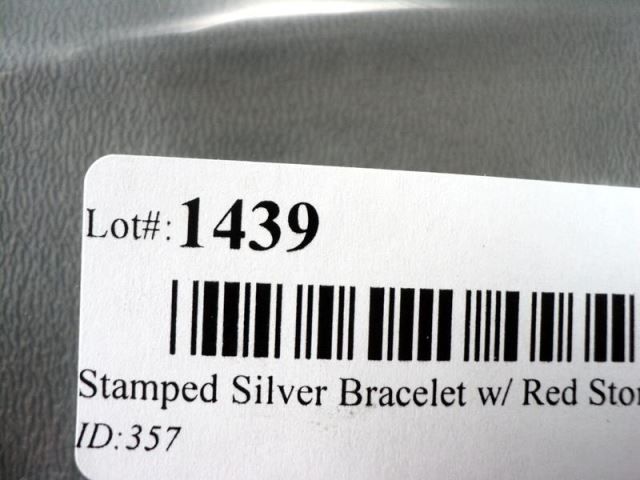 Lot#:1439
Stamped Silver Bracelet w/ Red
ID:357